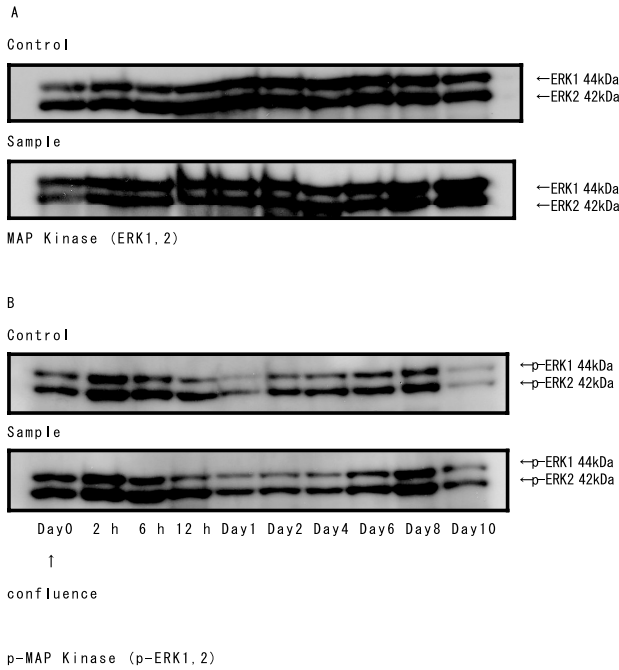 A
Control
←ERK1 44kDa
←ERK2 42kDa
Sample
←ERK1 44kDa
←ERK2 42kDa
MAP Kinase (ERK1,2)
B
Control
←p-ERK1 44kDa
←p-ERK2 42kDa
Sample
←p-ERK1 44kDa
←p-ERK2 42kDa
Day0 2 h 6 h 12 h Day1 Day2 Day4 Day6 Day8 Day10
↑
confluence
p-MAP Kinase (p-ERK1,2)